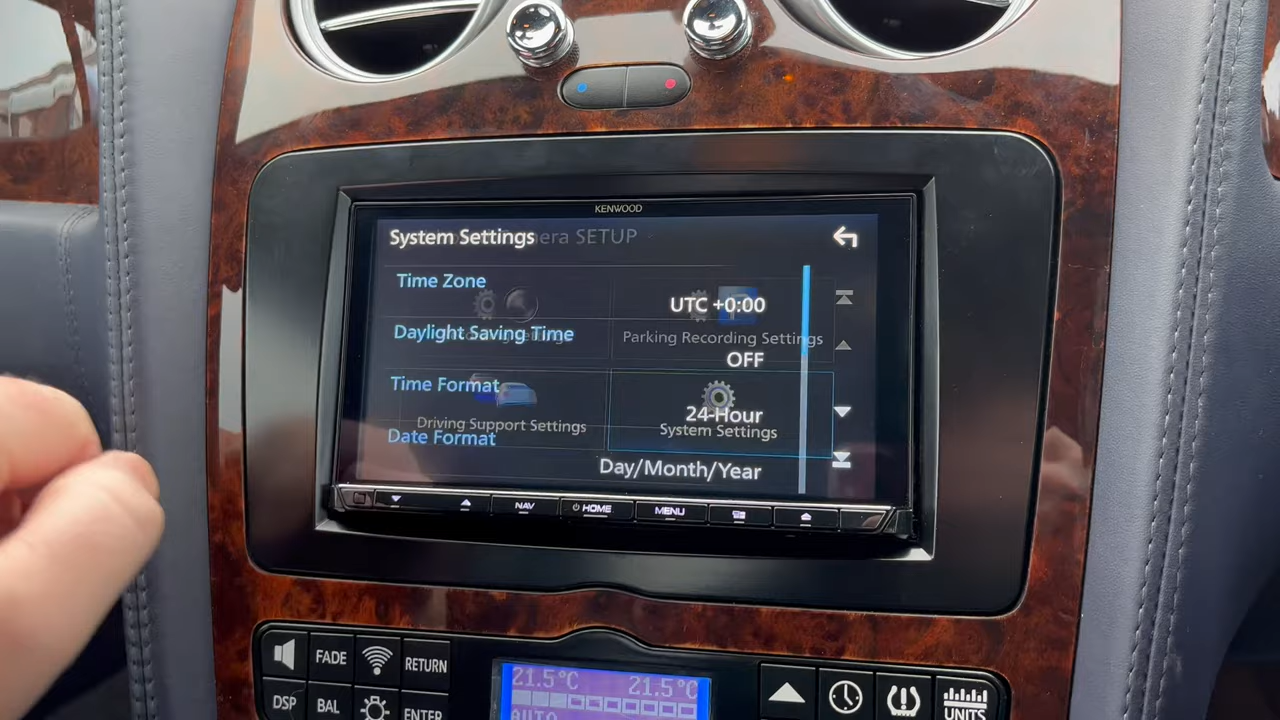 KENWOOD
System Settings
era SETUP
Time Zone
UTC +0:00
Daylight Saving Time
Parking Recording Settings
OFF
Time Format
24-Hour
Driving Support Settings
System Settings
Date Format
Day/Month/Year
NAV
HOME
MENU
FADE
RETURN
DSP
BAL
ENTER
21.5°C 21.5°C
AUTO
UNITS